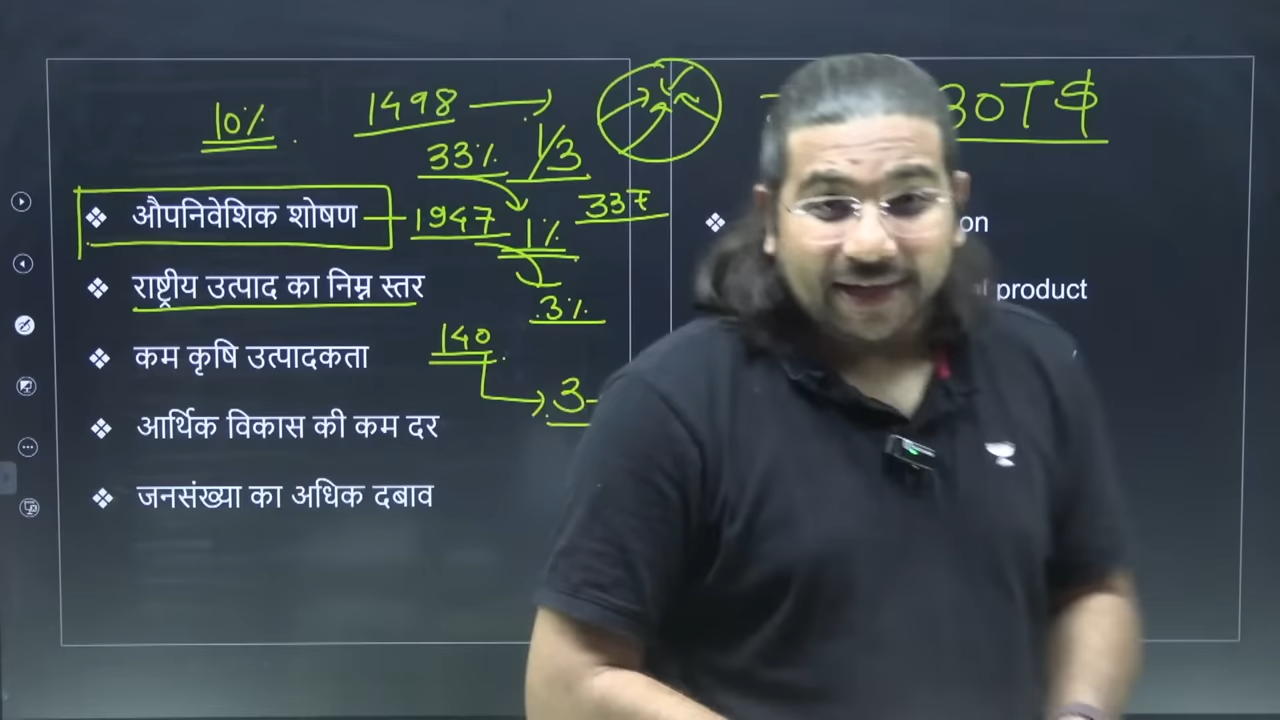 10%
1498
33% 1/3
337
❖ औपनिवेशिक शोषण
1947 1%
❖ राष्ट्रीय उत्पाद का निम्न स्तर
3%
140
❖ कम कृषि उत्पादकता
3-
❖ आर्थिक विकास की कम दर
❖ जनसंख्या का अधिक दबाव
30T$
❖ on
product